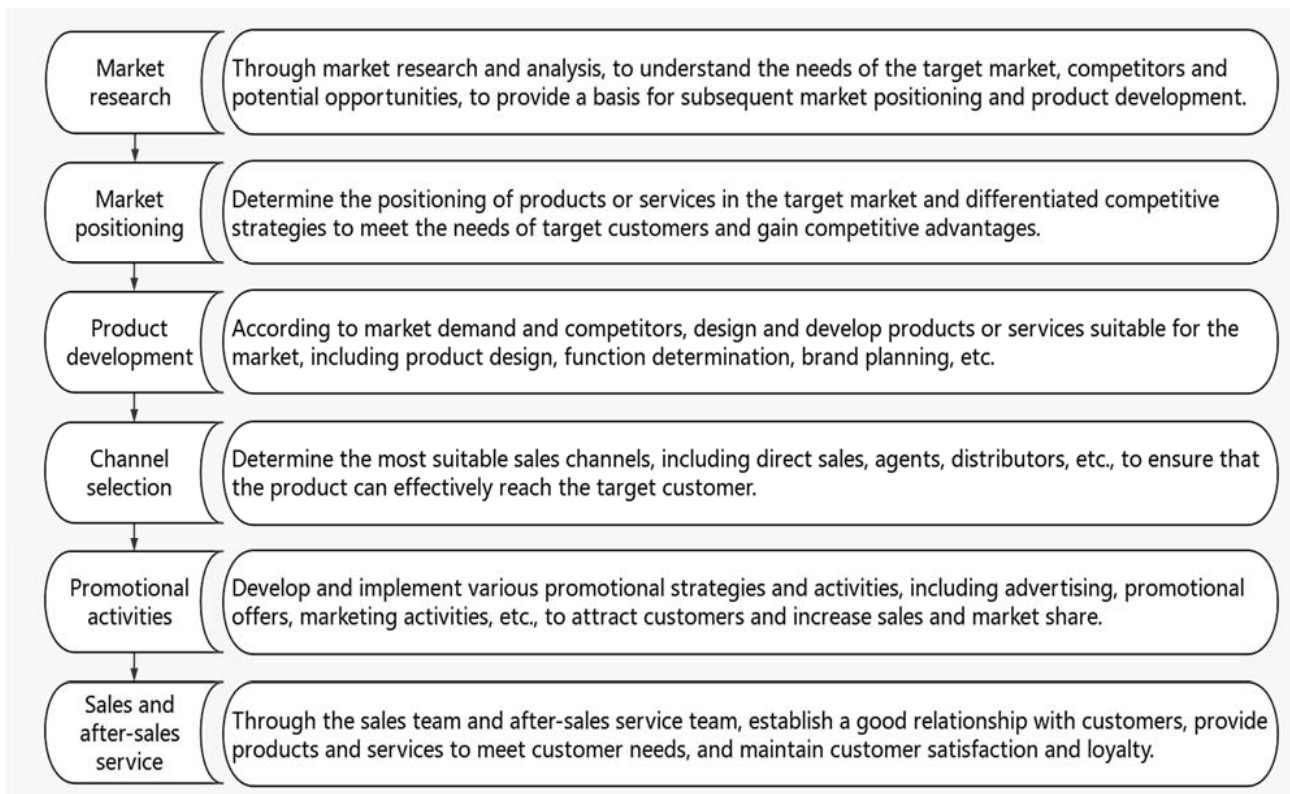 Market
research
Through market research and analysis, to understand the needs of the target market, competitors and
potential opportunities, to provide a basis for subsequent market positioning and product development.
Market
positioning
Determine the positioning of products or services in the target market and differentiated competitive
strategies to meet the needs of target customers and gain competitive advantages.
Product
development
According to market demand and competitors, design and develop products or services suitable for the
market, including product design, function determination, brand planning, etc.
Channel
selection
Determine the most suitable sales channels, including direct sales, agents, distributors, etc., to ensure that
the product can effectively reach the target customer.
Promotional
activities
Develop and implement various promotional strategies and activities, including advertising, promotional
offers, marketing activities, etc., to attract customers and increase sales and market share.
Sales and
after-sales
service
Through the sales team and after-sales service team, establish a good relationship with customers, provide
products and services to meet customer needs, and maintain customer satisfaction and loyalty.